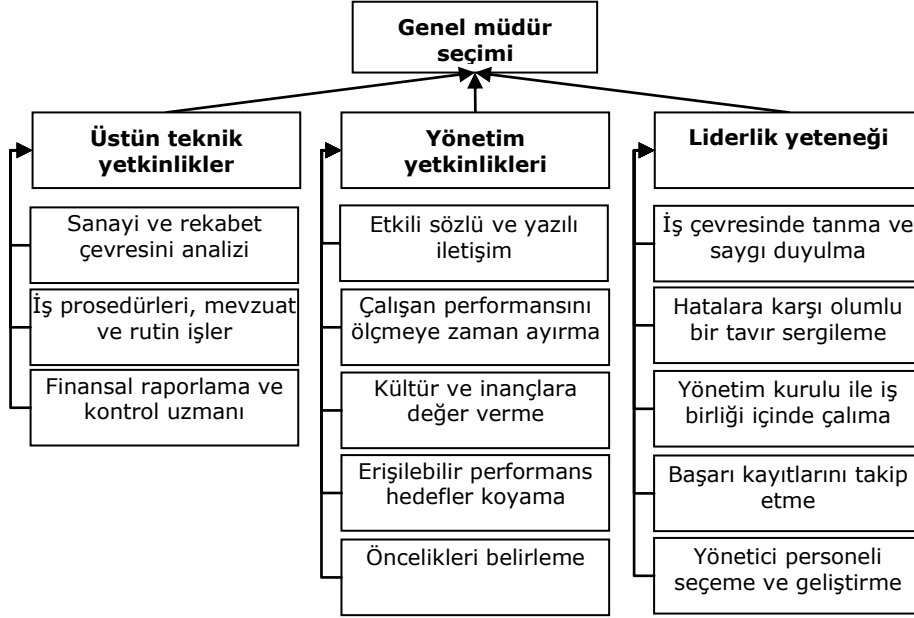 Genel müdür
seçimi
Üstün teknik
yetkinlikler
Sanayi ve rekabet
çevresini analizi
İş prosedürleri, mevzuat
ve rutin işler
Finansal raporlama ve
kontrol uzmanı
Yönetim
yetkinlikleri
Etkili sözlü ve yazılı
iletişim
Çalışan performansını
ölçmeye zaman ayırma
Kültür ve inançlara
değer verme
Erişilebilir performans
hedefler koyama
Öncelikleri belirleme
Liderlik yeteneği
İş çevresinde tanma ve
saygı duyulma
Hatalara karşı olumlu
bir tavır sergileme
Yönetim kurulu ile iş
birliği içinde çalıma
Başarı kayıtlarını takip
etme
Yönetici personeli
seçeme ve geliştirme